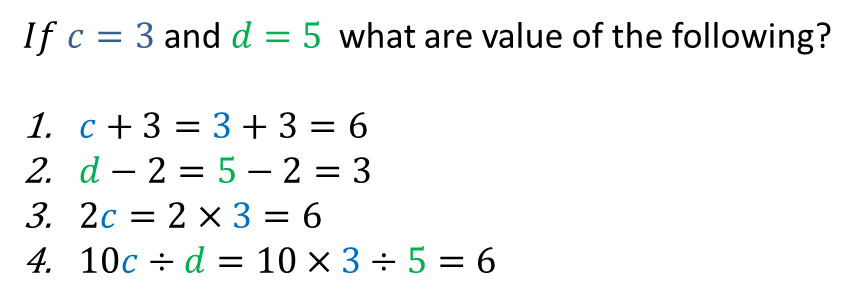 If c = 3 and d = 5 what are value of the following?
1. c + 3 = 3 + 3 = 6
2. d − 2 = 5 − 2 = 3
3. 2c = 2 × 3 = 6
4. 10c ÷ d = 10 × 3 ÷ 5 = 6